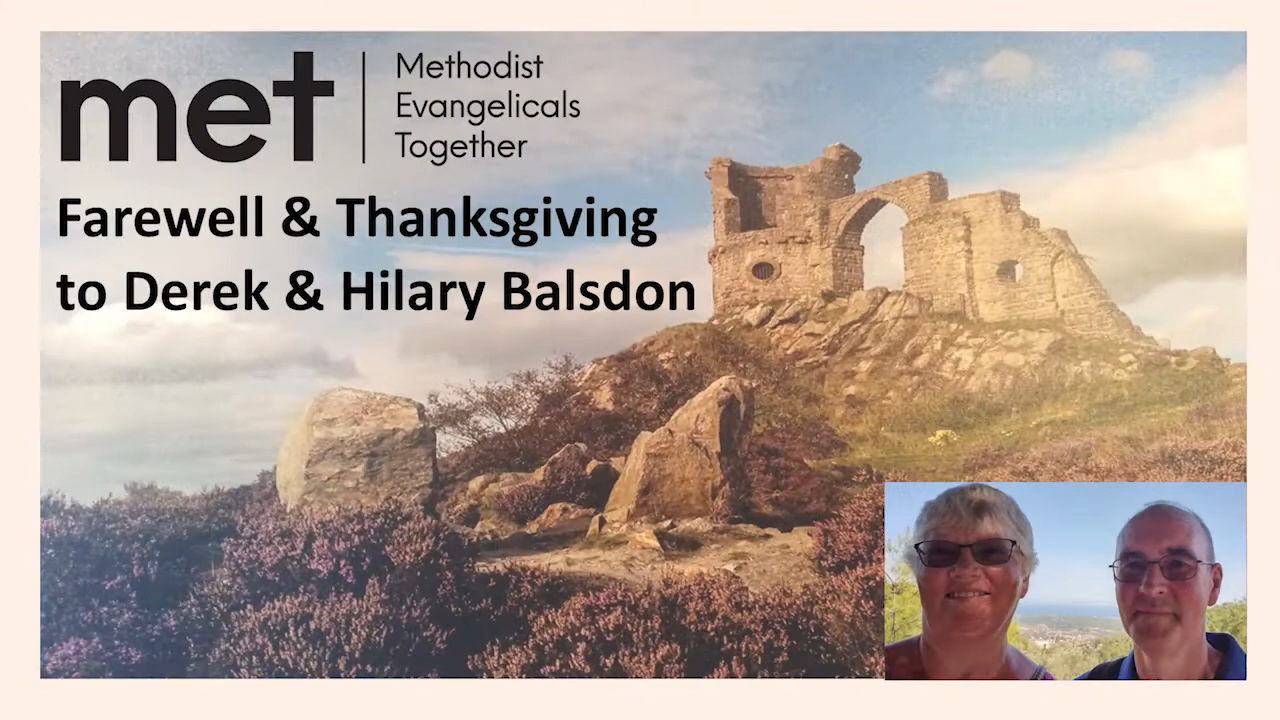 met
Methodist
Evangelicals
Together
Farewell & Thanksgiving
to Derek & Hilary Balsdon